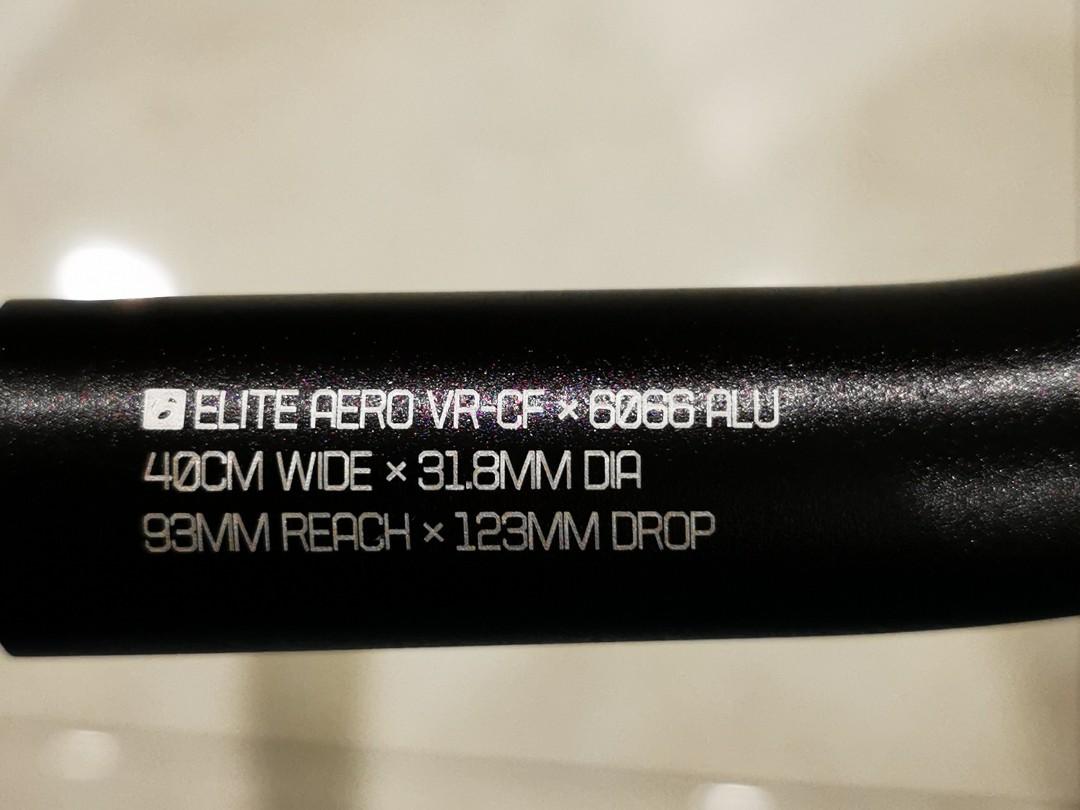 ELITE AERO VR-CF × 6066 ALU
40CM WIDE × 31.8MM DIA
93MM REACH × 123MM DROP